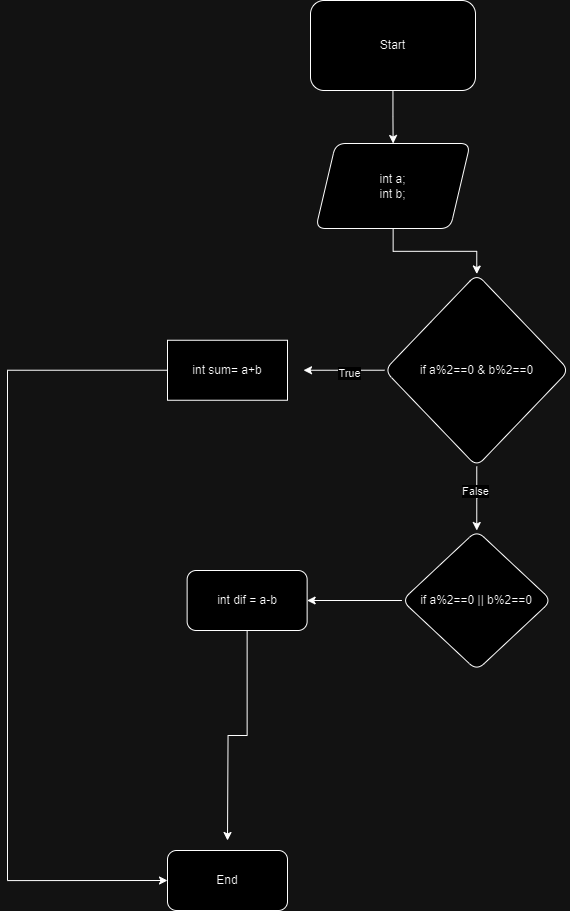 Start
int a;
int b;
if a%2==0 & b%2==0
True
int sum= a+b
False
if a%2==0 || b%2==0
int dif = a-b
End